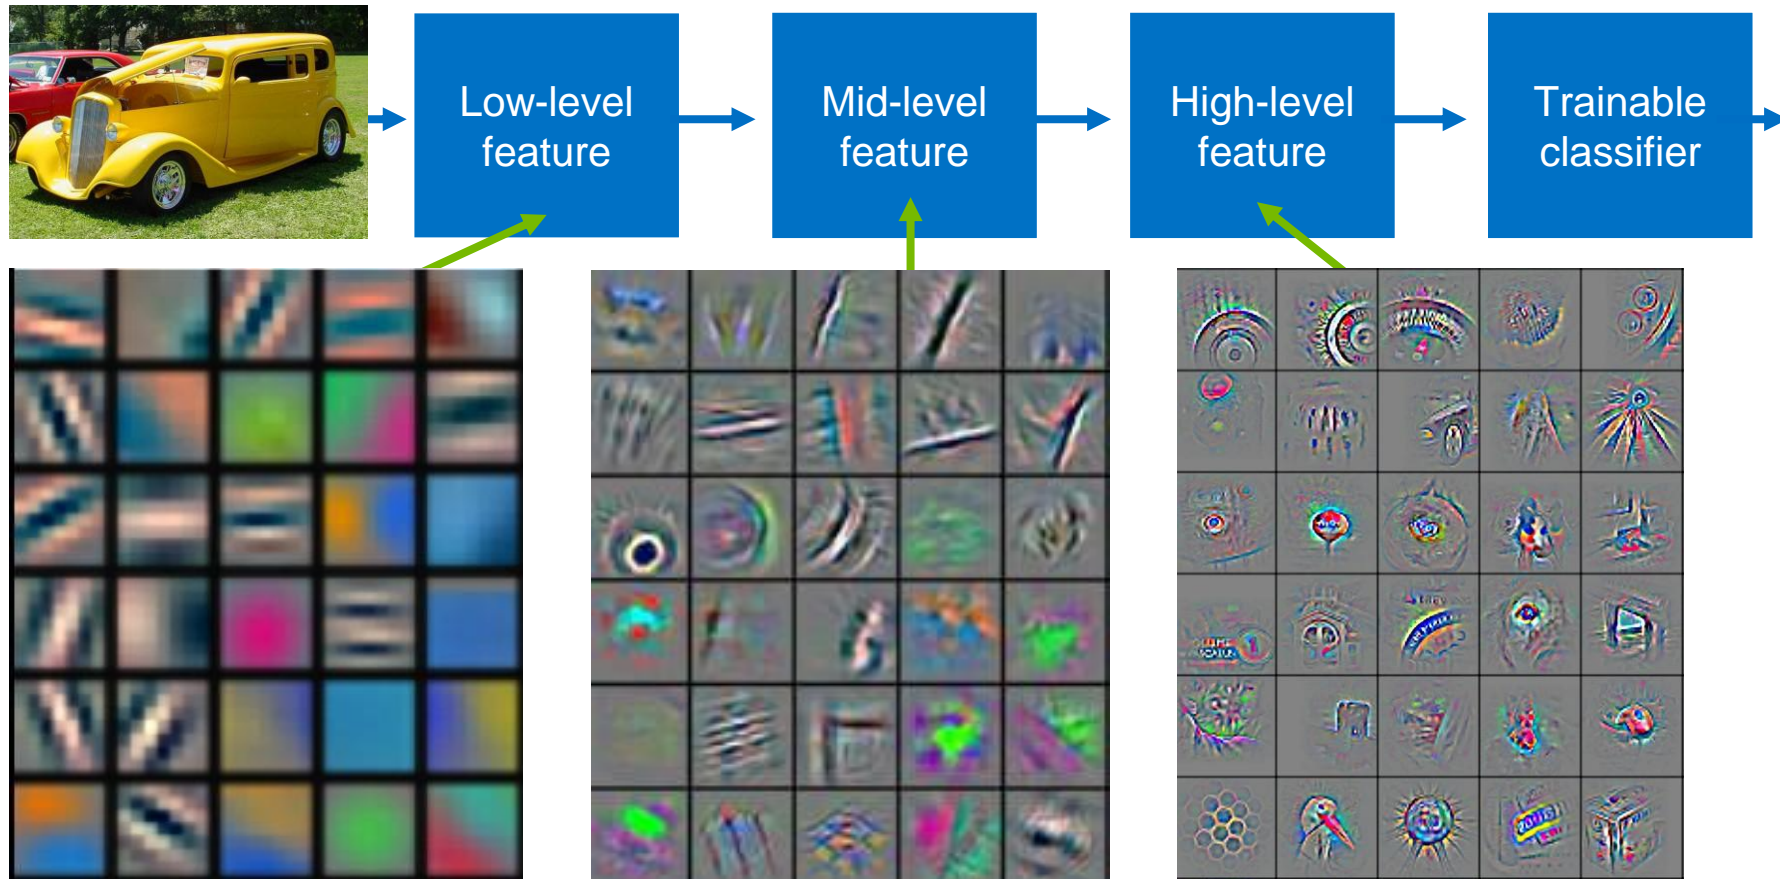 Low-level
feature
Mid-level
feature
High-level
feature
Trainable
classifier